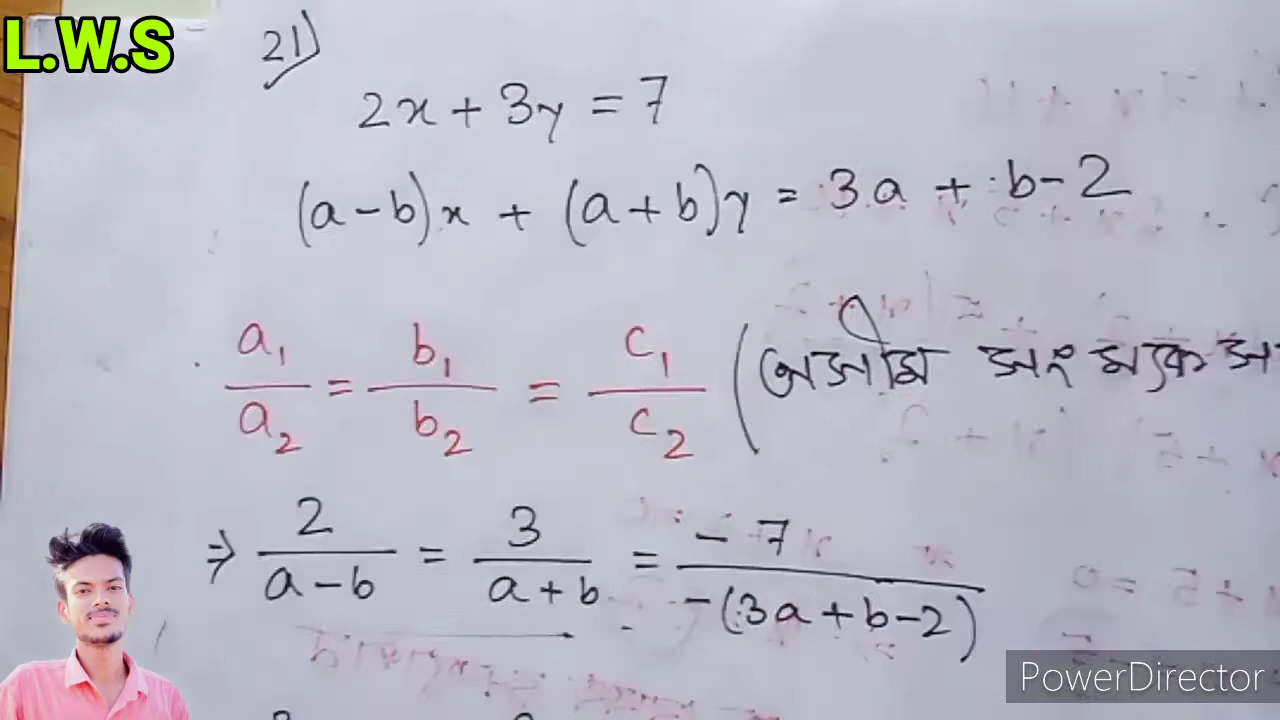 L.W.S
21)
2x + 3y = 7
(a-b)x + (a+b)y = 3a + b-2
a₁/a₂ = b₁/b₂ = c₁/c₂ (অসীম সংখ্যক
⇒ 2/(a-b) = 3/(a+b) = -7/-(3a+b-2)
PowerDirector